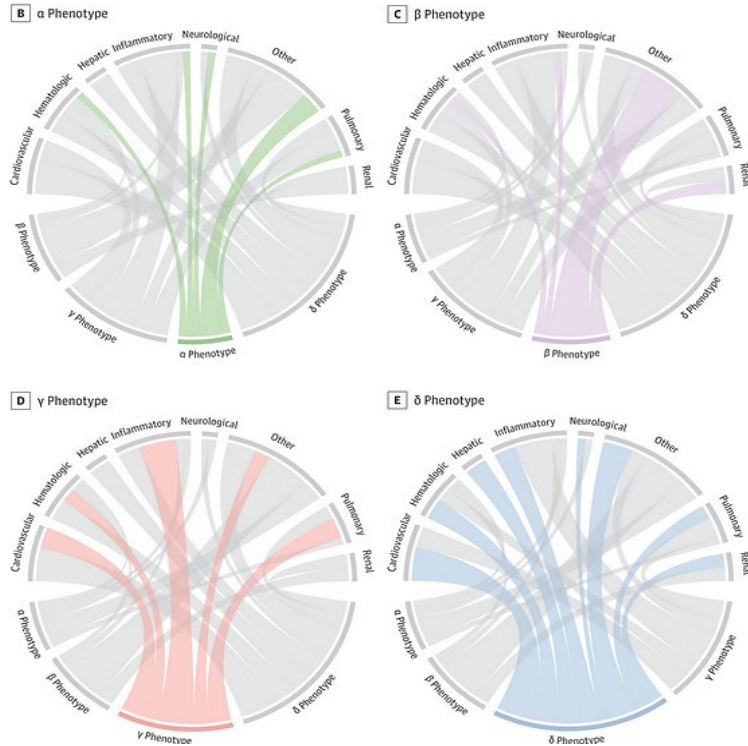 B α Phenotype
Cardiovascular
Hematologic
Hepatic
Inflammatory
Neurological
Other
Pulmonary
Renal
δ Phenotype
α Phenotype
γ Phenotype
β Phenotype
C β Phenotype
Cardiovascular
Hematologic
Hepatic
Inflammatory
Neurological
Other
Pulmonary
Renal
δ Phenotype
β Phenotype
γ Phenotype
α Phenotype
D γ Phenotype
Cardiovascular
Hematologic
Hepatic
Inflammatory
Neurological
Other
Pulmonary
Renal
δ Phenotype
γ Phenotype
β Phenotype
α Phenotype
E δ Phenotype
Cardiovascular
Hematologic
Hepatic
Inflammatory
Neurological
Other
Pulmonary
Renal
γ Phenotype
δ Phenotype
β Phenotype
α Phenotype